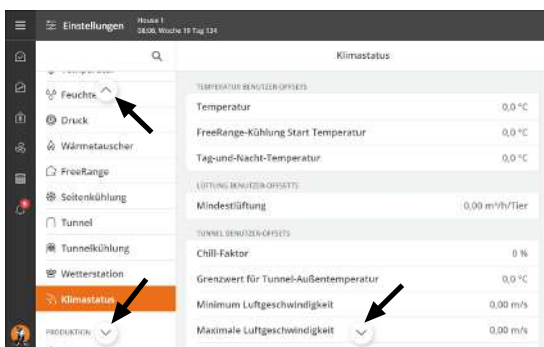 Einstellungen
House 1
08:06, Woche 19 Tag 134
Klimastatus
Temperatur
Feuchte
Druck
Wärmetauscher
FreeRange
Seitenkühlung
Tunnel
Tunnelkühlung
Wetterstation
Klimastatus
PRODUKTION
TEMPERATUR BENUTZER-OFFSETS
Temperatur 0,0 °C
FreeRange-Kühlung Start Temperatur 0,0 °C
Tag-und-Nacht-Temperatur 0,0 °C
LÜFTUNG BENUTZER-OFFSETTS
Mindestlüftung 0,00 m³/h/Tier
TUNNEL BENUTZER-OFFSETS
Chill-Faktor 0 %
Grenzwert für Tunnel-Außentemperatur 0,0 °C
Minimum Luftgeschwindigkeit 0,00 m/s
Maximale Luftgeschwindigkeit 0,00 m/s